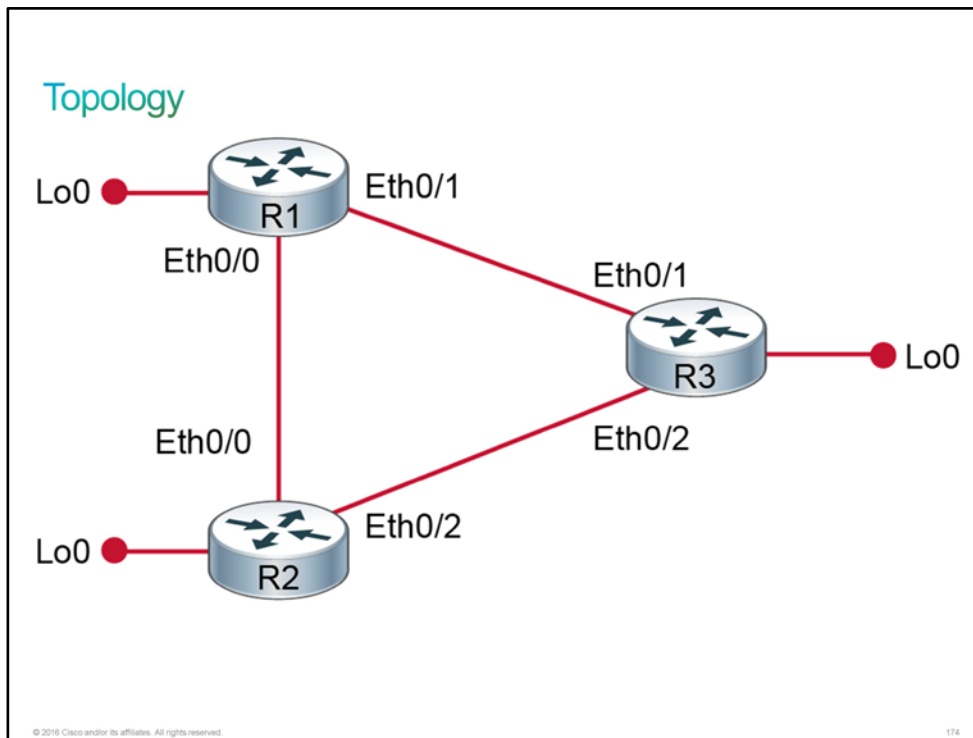 Topology
Lo0
R1
Eth0/1
Eth0/0
Eth0/1
R3
Lo0
Eth0/0
Eth0/2
Lo0
R2
Eth0/2
© 2016 Cisco and/or its affiliates. All rights reserved.
174